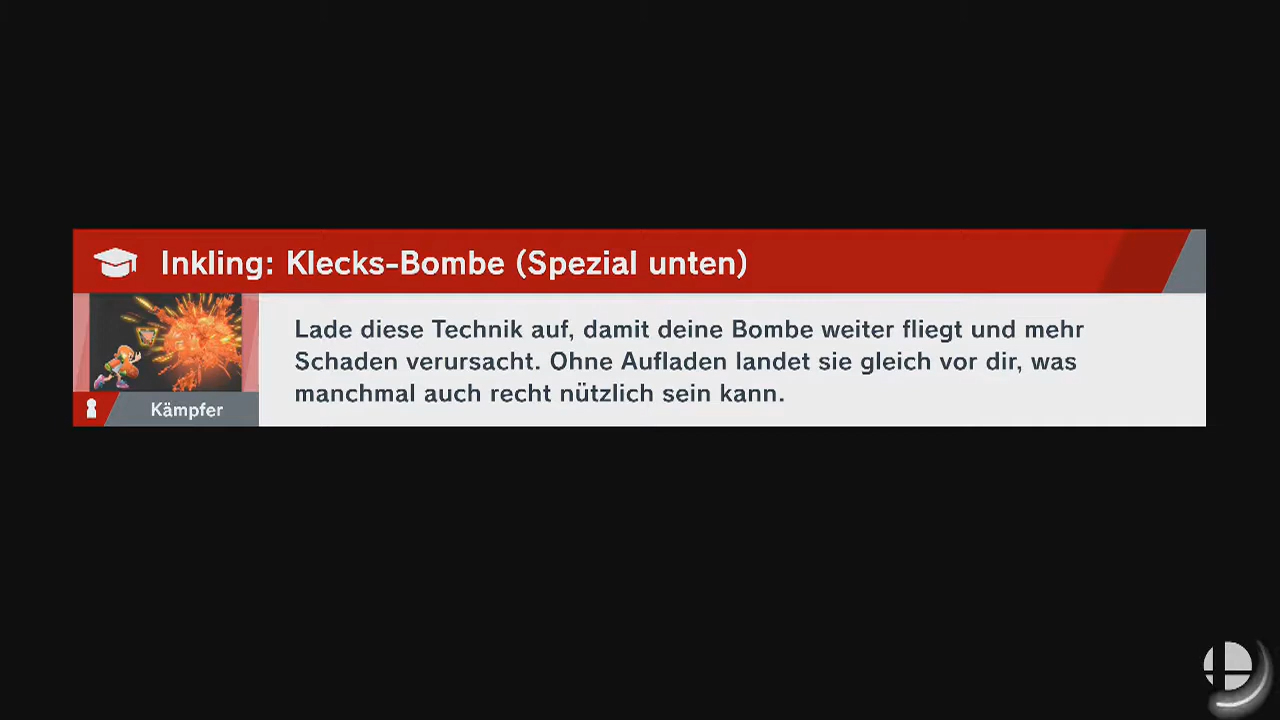 Inkling: Klecks-Bombe (Spezial unten)
Lade diese Technik auf, damit deine Bombe weiter fliegt und mehr
Schaden verursacht. Ohne Aufladen landet sie gleich vor dir, was
manchmal auch recht nützlich sein kann.
Kämpfer